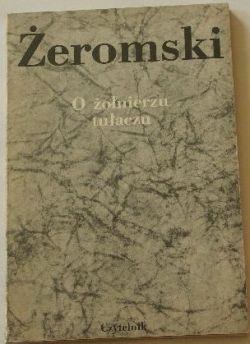 Żeromski
O żołnierzu
tułaczu
Czytelnik